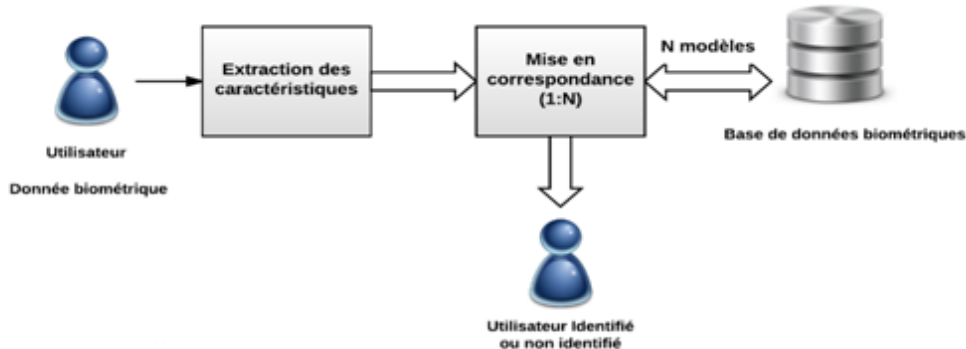 Utilisateur
Donnée biométrique
Extraction des
caractéristiques
Mise en
correspondance
(1:N)
N modèles
Base de données biométriques
Utilisateur Identifié
ou non identifié